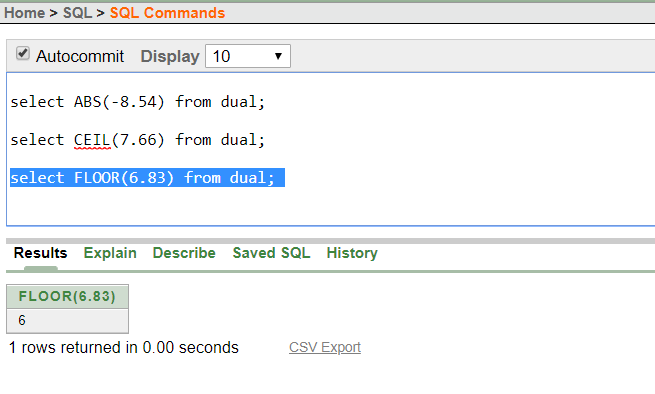 Home > SQL > SQL Commands
Autocommit Display 10
select ABS(-8.54) from dual;
select CEIL(7.66) from dual;
select FLOOR(6.83) from dual;
Results Explain Describe Saved SQL History
FLOOR(6.83)
6
1 rows returned in 0.00 seconds CSV Export